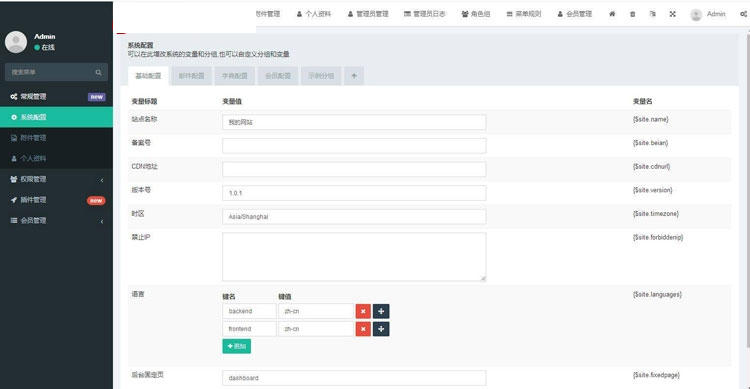 附件管理 个人资料 管理员管理 管理员日志 角色组 菜单规则 会员管理 Admin
Admin
在线
搜索菜单
常规管理 new
系统配置
附件管理
个人资料
权限管理
插件管理 new
会员管理
系统配置
可以在此增改系统的变量和分组,也可以自定义分组和变量
基础配置 邮件配置 字典配置 会员配置 示例分组
变量标题 变量值 变量名
站点名称 我的网站 {$site.name}
备案号 {$site.beian}
CDN地址 {$site.cdnurl}
版本号 1.0.1 {$site.version}
时区 Asia/Shanghai {$site.timezone}
禁止IP {$site.forbiddenip}
语言 键名 键值 {$site.languages}
backend zh-cn
frontend zh-cn
追加
后台固定页 dashboard {$site.fixedpage}